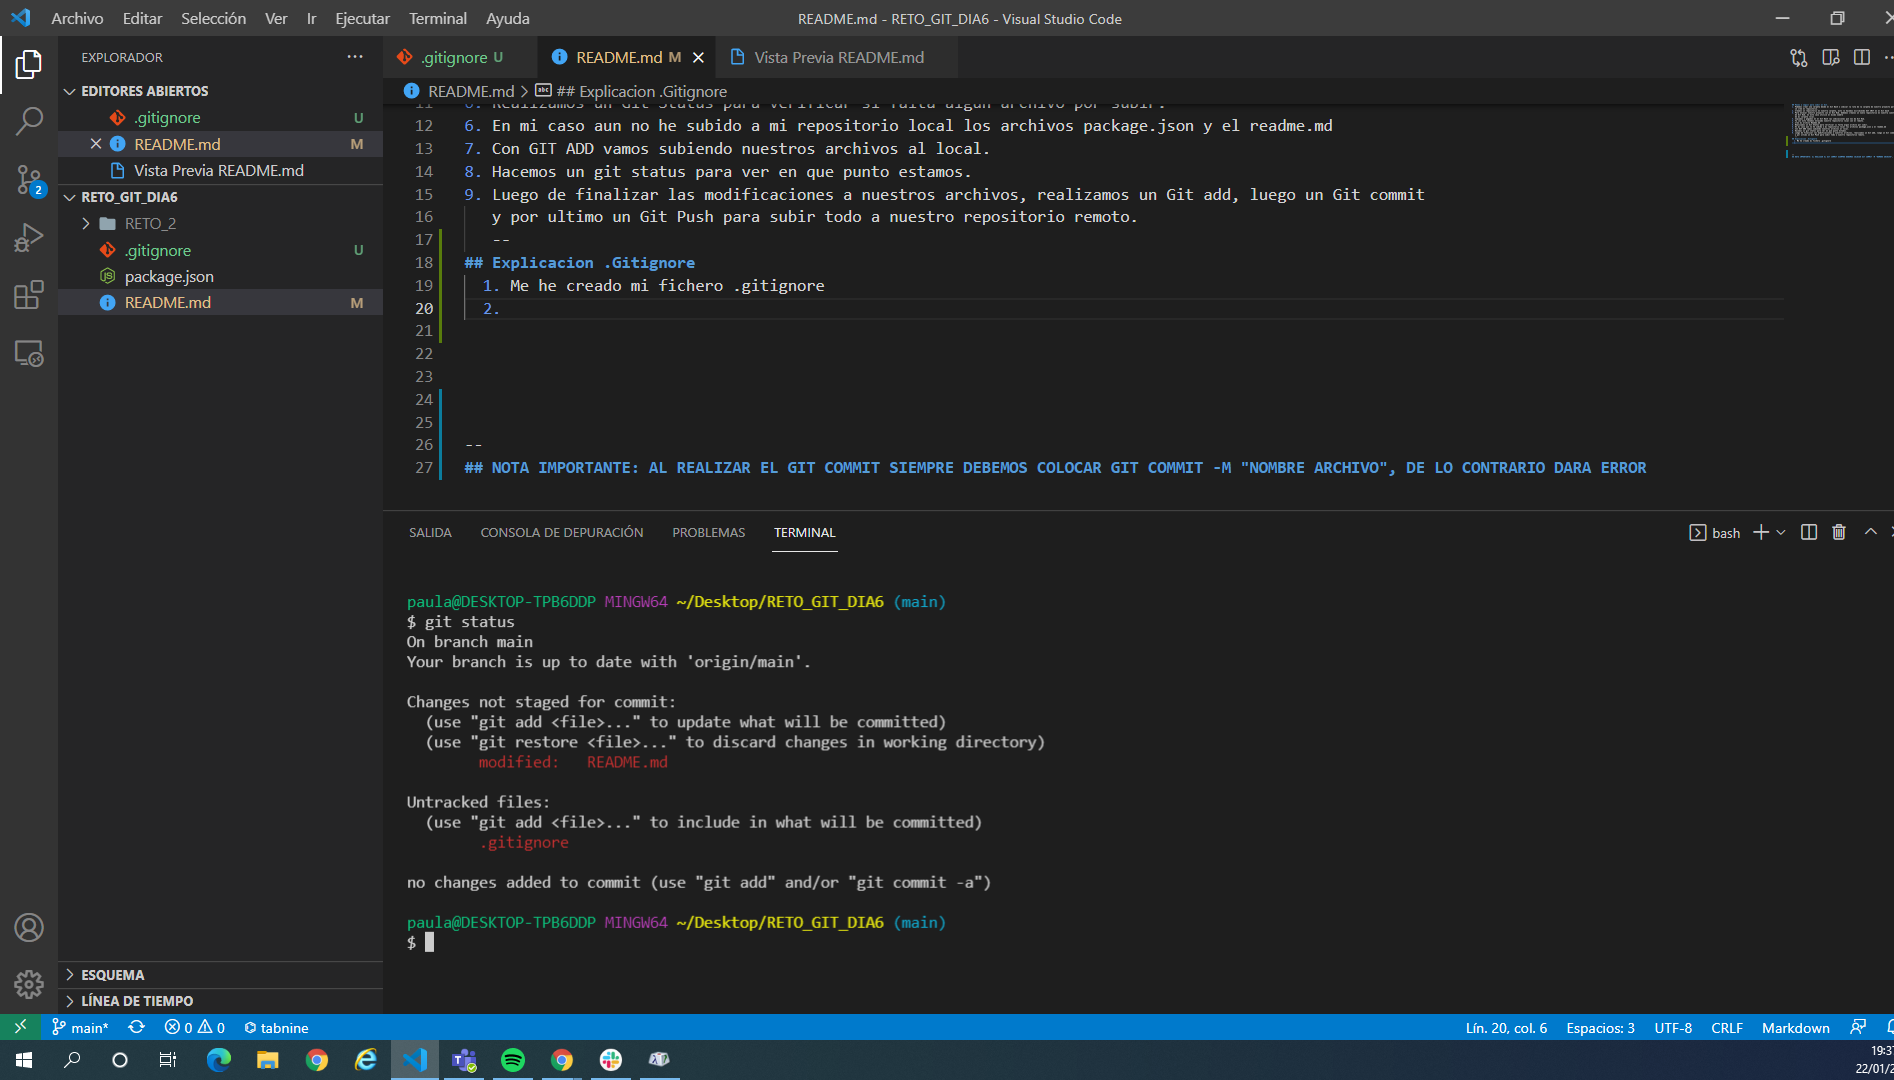 Archivo Editar Selección Ver Ir Ejecutar Terminal Ayuda
README.md - RETO_GIT_DIA6 - Visual Studio Code
EXPLORADOR
.gitignore U
README.md M
Vista Previa README.md
EDITORES ABIERTOS
.gitignore U
README.md M
Vista Previa README.md
RETO_GIT_DIA6
RETO_2
.gitignore U
package.json
README.md M
ESQUEMA
LÍNEA DE TIEMPO
2
README.md > ## Explicacion .Gitignore
12 6. En mi caso aun no he subido a mi repositorio local los archivos package.json y el readme.md
13 7. Con GIT ADD vamos subiendo nuestros archivos al local.
14 8. Hacemos un git status para ver en que punto estamos.
15 9. Luego de finalizar las modificaciones a nuestros archivos, realizamos un Git add, luego un Git commit
16 y por ultimo un Git Push para subir todo a nuestro repositorio remoto.
17 --
18 ## Explicacion .Gitignore
19 1. Me he creado mi fichero .gitignore
20 2.
21
22
23
24
25
26 --
27 ## NOTA IMPORTANTE: AL REALIZAR EL GIT COMMIT SIEMPRE DEBEMOS COLOCAR GIT COMMIT -M "NOMBRE ARCHIVO", DE LO CONTRARIO DARA ERROR
SALIDA CONSOLA DE DEPURACIÓN PROBLEMAS TERMINAL
bash
paula@DESKTOP-TPB6DDP MINGW64 ~/Desktop/RETO_GIT_DIA6 (main)
$ git status
On branch main
Your branch is up to date with 'origin/main'.
Changes not staged for commit:
(use "git add <file>..." to update what will be committed)
(use "git restore <file>..." to discard changes in working directory)
modified: README.md
Untracked files:
(use "git add <file>..." to include in what will be committed)
.gitignore
no changes added to commit (use "git add" and/or "git commit -a")
paula@DESKTOP-TPB6DDP MINGW64 ~/Desktop/RETO_GIT_DIA6 (main)
$
main* 0 0 tabnine
Lín. 20, col. 6 Espacios: 3 UTF-8 CRLF Markdown
19:3
22/01/2